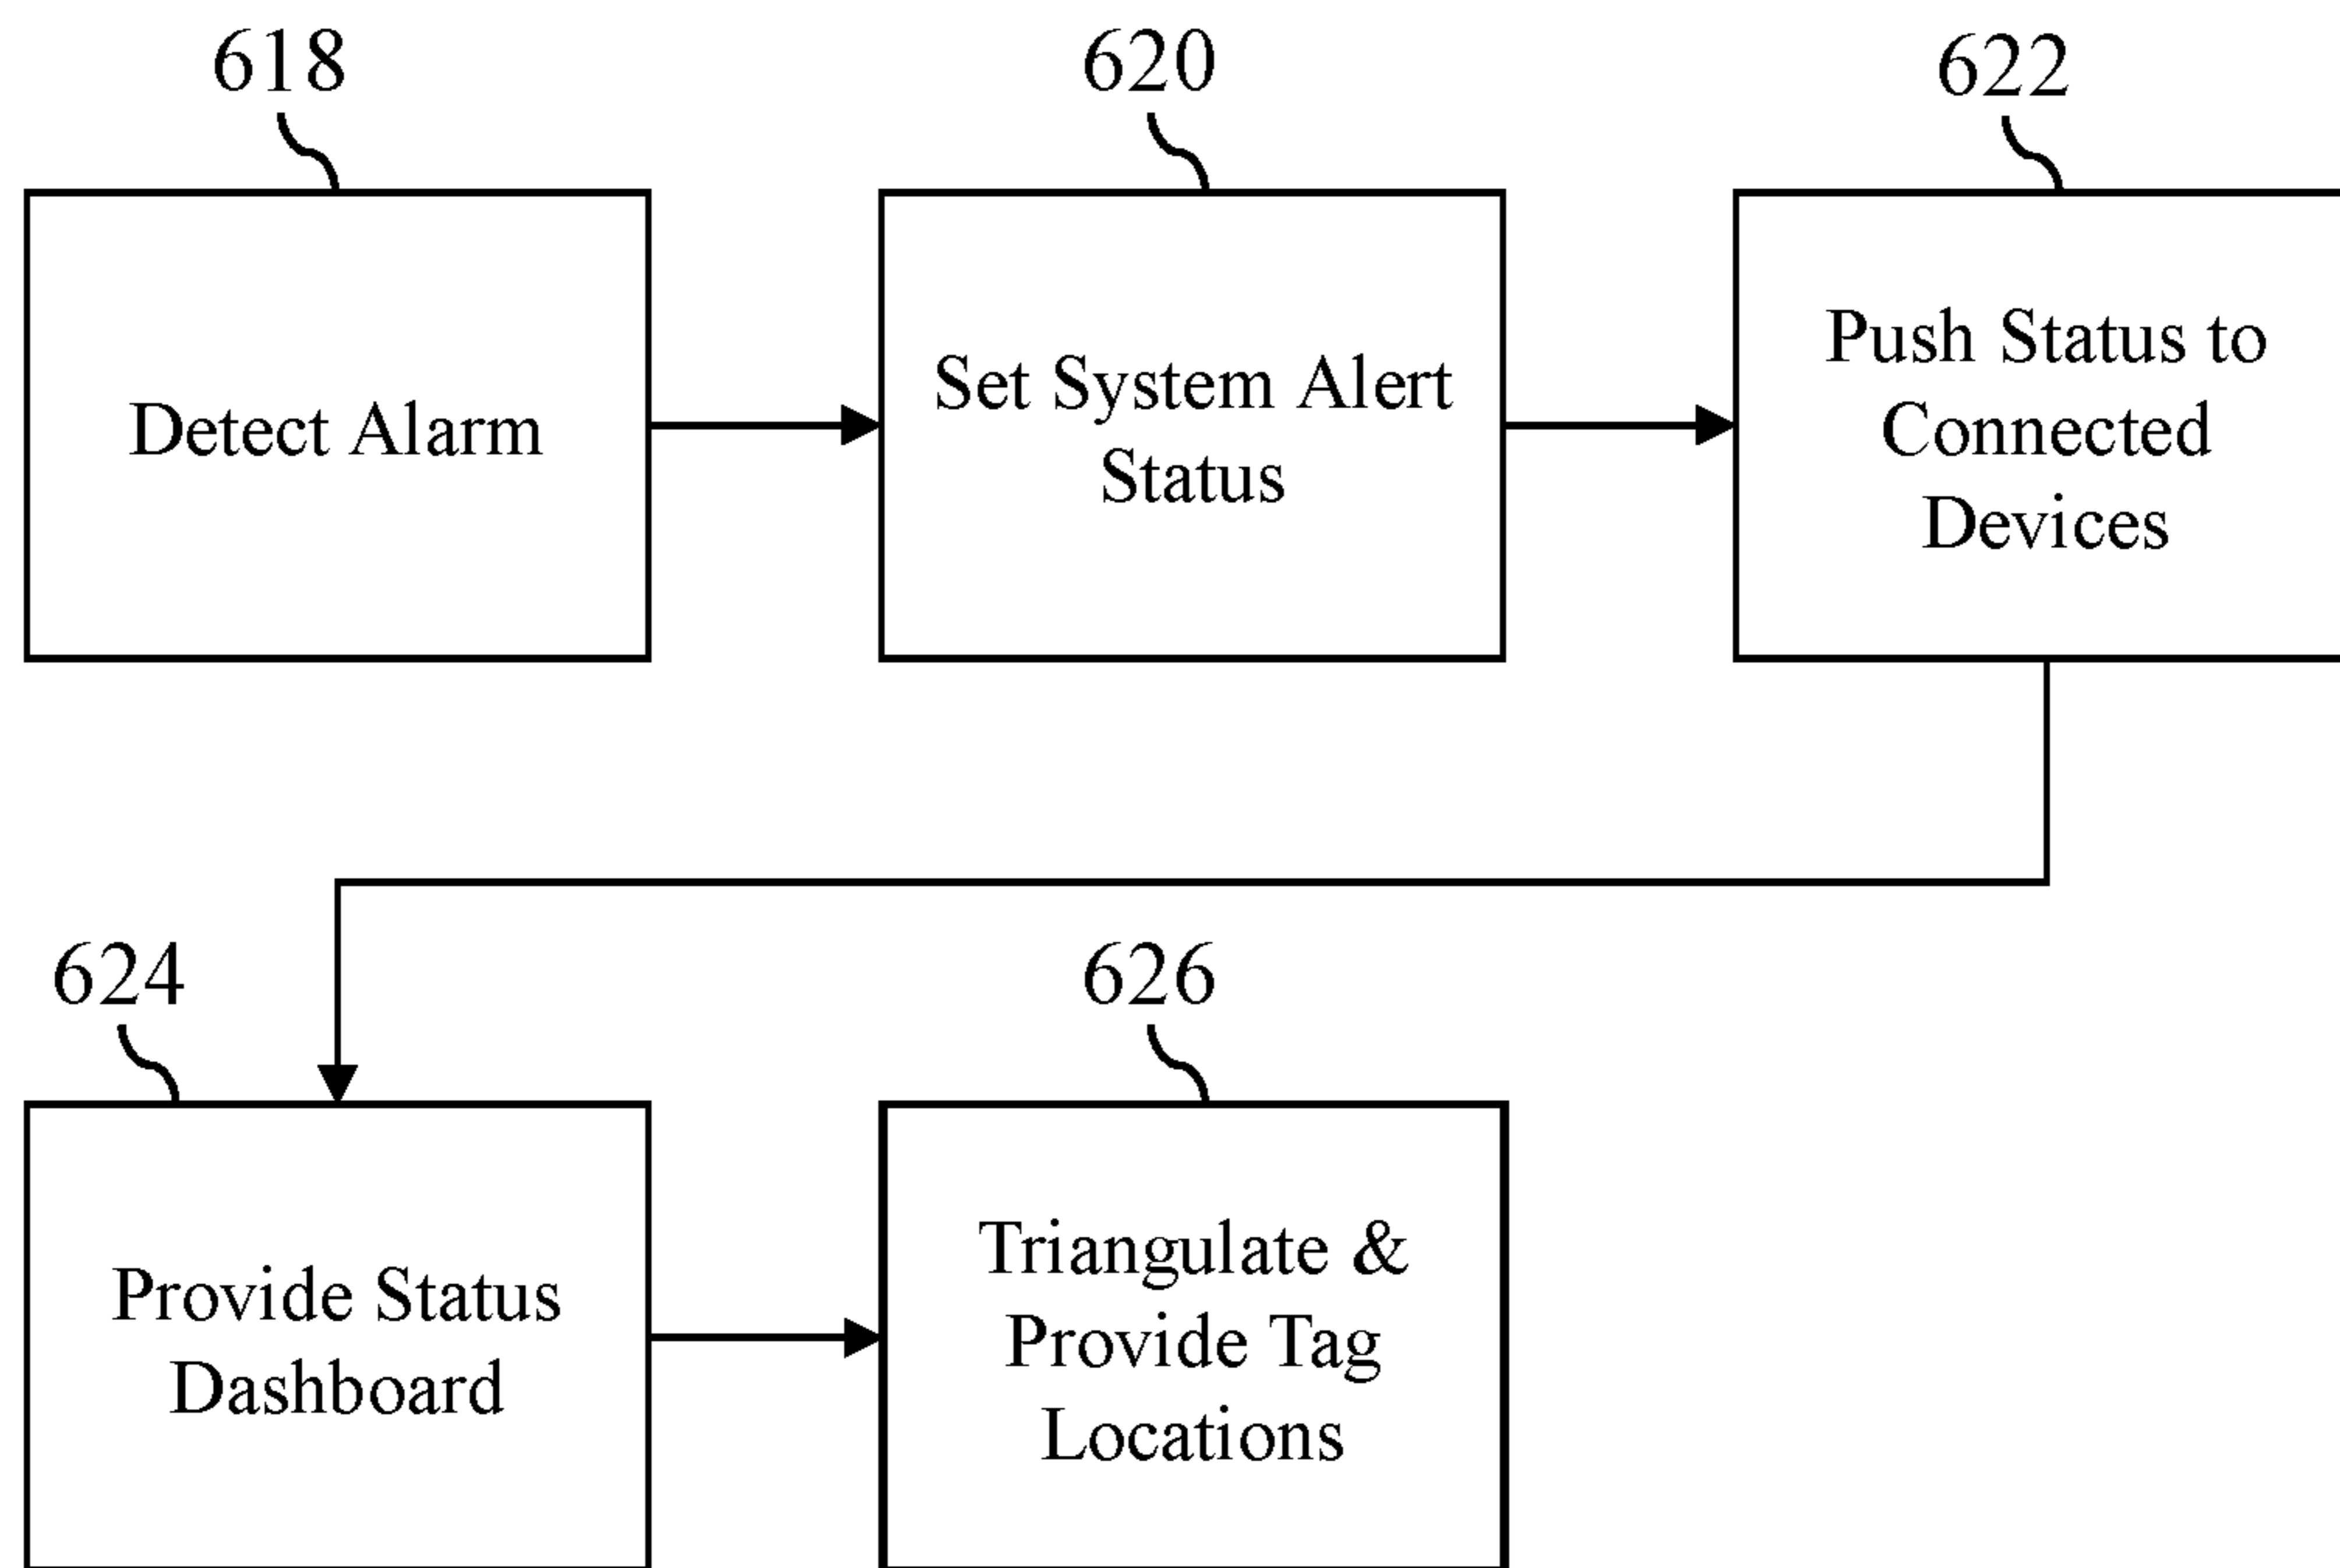 618
620
622
Detect Alarm
Set System Alert
Status
Push Status to
Connected
Devices
624
626
Provide Status
Dashboard
Triangulate &
Provide Tag
Locations